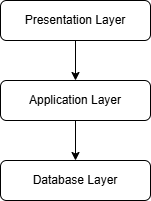 Presentation Layer
Application Layer
Database Layer